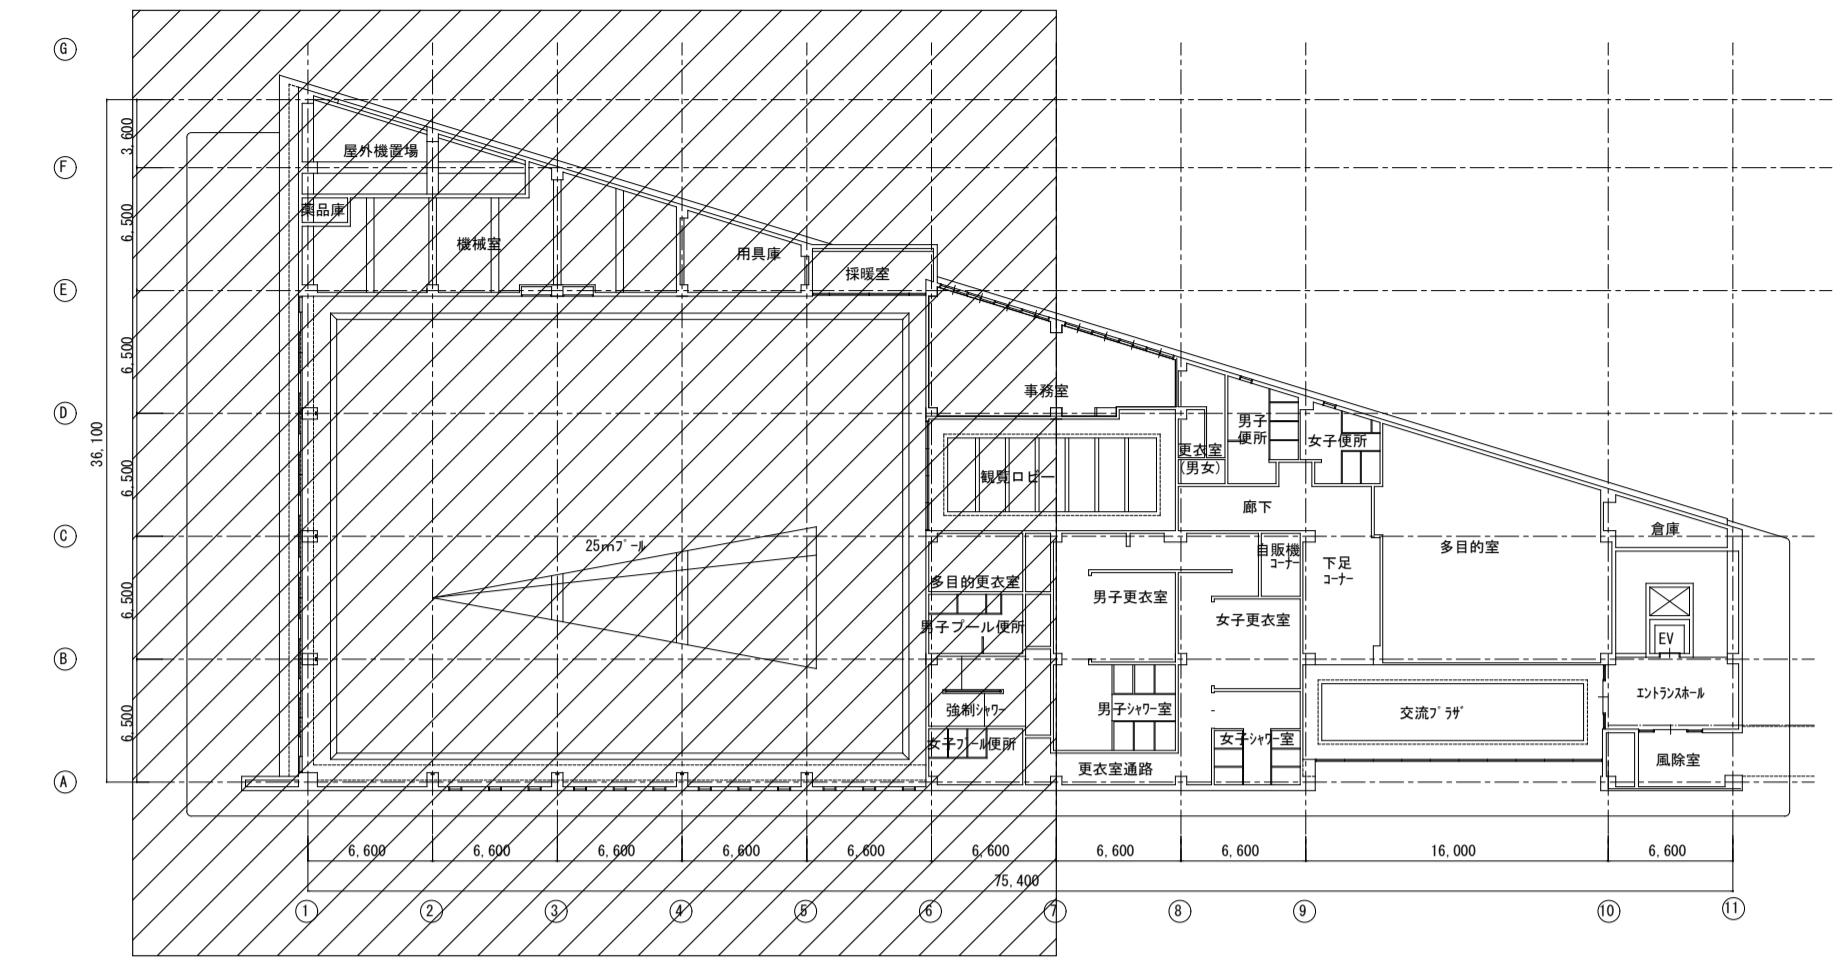 G
3,600
屋外機置場
F
薬品庫
6,500
機械室
用具庫
採暖室
E
6,500
事務室
D
36,100
男子
便所
女子便所
更衣室
(男女)
6,500
観覧ロビー
廊下
C
倉庫
25mプール
自販機
コーナー
下足
コーナー
多目的室
6,500
多目的更衣室
男子更衣室
男子プール便所
女子更衣室
EV
B
エントランスホール
6,500
強制シャワー
男子シャワー室
交流プラザ
女子プール便所
女子シャワー室
更衣室通路
風除室
A
6,600
6,600
6,600
6,600
6,600
6,600
6,600
6,600
16,000
6,600
75,400
1
2
3
4
5
6
7
8
9
10
11